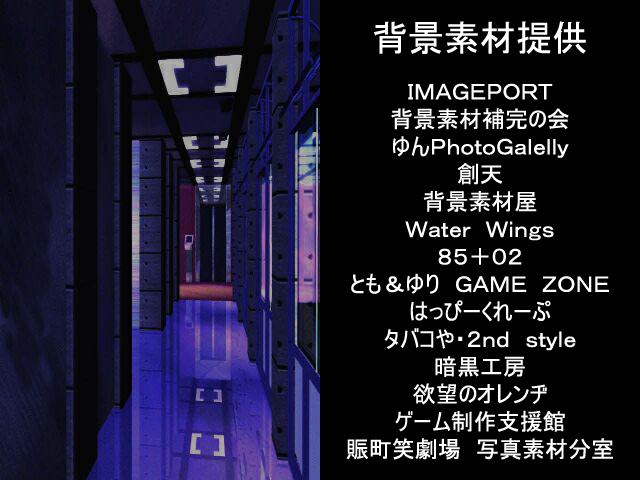 背景素材提供
IMAGEPORT
背景素材補完の会
ゆんPhotoGalelly
創天
背景素材屋
Water Wings
85＋02
とも＆ゆり GAME ZONE
はっぴーくれーぷ
タバコや・2nd style
暗黒工房
欲望のオレンヂ
ゲーム制作支援館
賑町笑劇場 写真素材分室